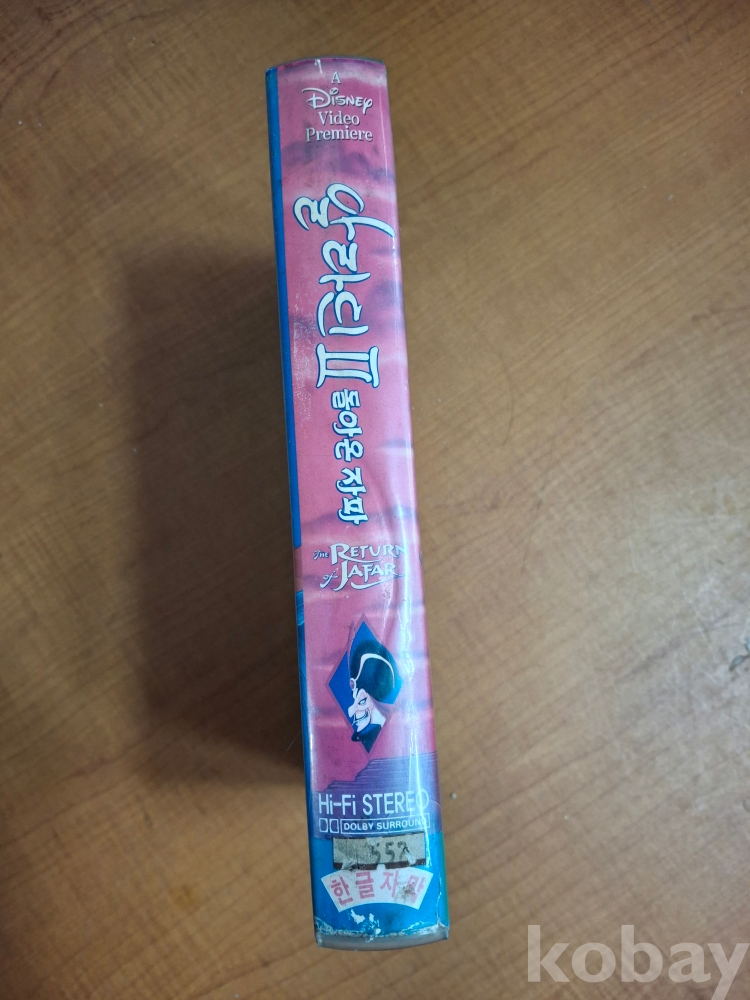 A
DISNEY
Video
Premiere
알라딘 II
돌아온 자파
THE RETURN
of JAFAR
Hi-Fi STEREO
DOLBY SURROUND
552
한글자막
kobay